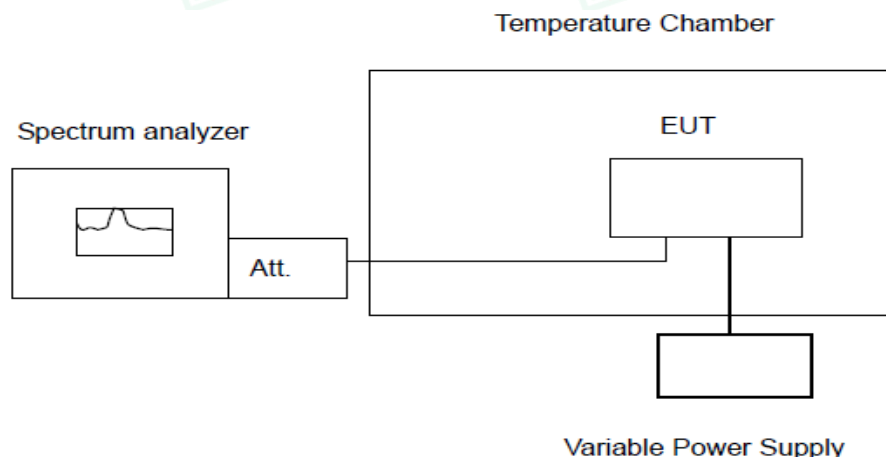 Temperature Chamber
Spectrum analyzer
EUT
Att.
Variable Power Supply